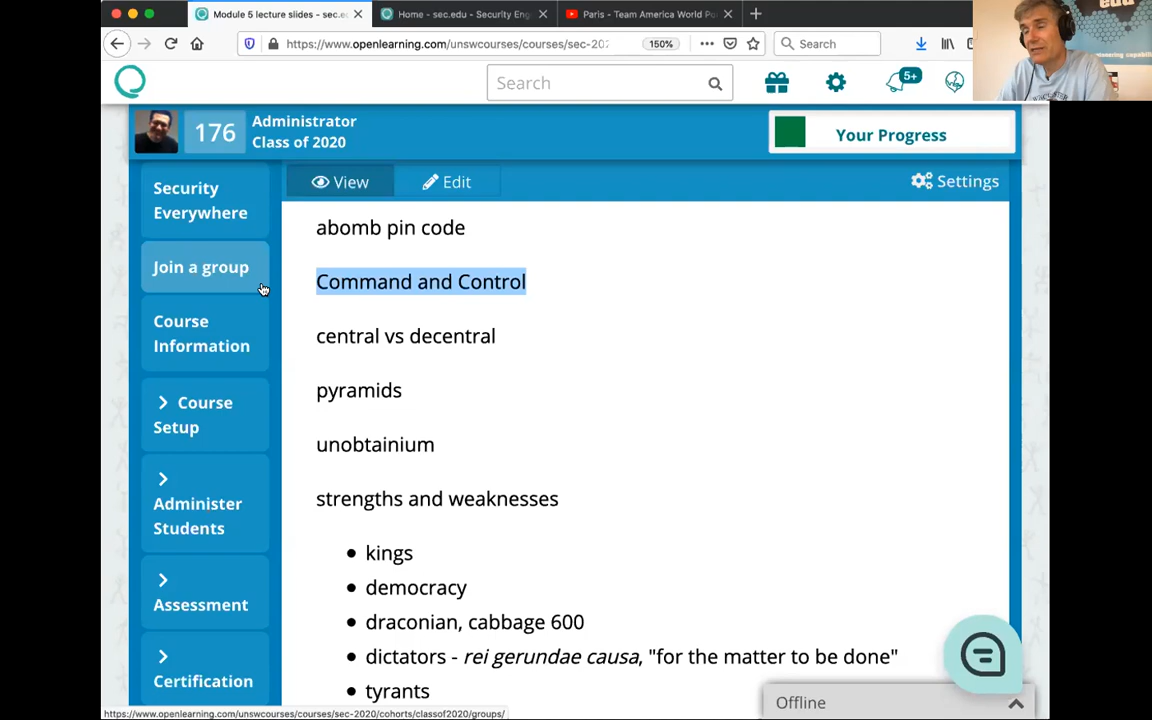 Module 5 lecture slides - sec.e
Home - sec.edu - Security Eng
Paris - Team America World Po
https://www.openlearning.com/unswcourses/courses/sec-202
150%
Search
Search
5+
176
Administrator
Class of 2020
Your Progress
Security
Everywhere
Join a group
Course
Information
Course
Setup
Administer
Students
Assessment
Certification
View
Edit
Settings
abomb pin code
Command and Control
central vs decentral
pyramids
unobtainium
strengths and weaknesses
• kings
• democracy
• draconian, cabbage 600
• dictators - rei gerundae causa, "for the matter to be done"
• tyrants
Offline
https://www.openlearning.com/unswcourses/courses/sec-2020/cohorts/classof2020/groups/